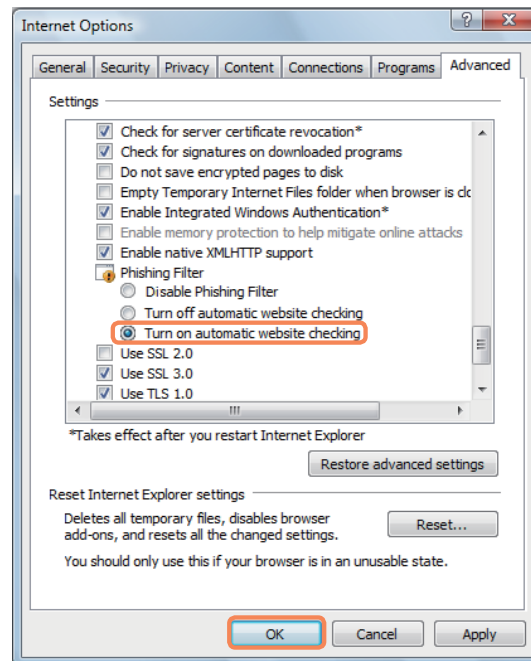 Internet Options
General Security Privacy Content Connections Programs Advanced
Settings
Check for server certificate revocation*
Check for signatures on downloaded programs
Do not save encrypted pages to disk
Empty Temporary Internet Files folder when browser is
Enable Integrated Windows Authentication*
Enable memory protection to help mitigate online attacks
Enable native XMLHTTP support
Phishing Filter
Disable Phishing Filter
Turn off automatic website checking
Turn on automatic website checking
Use SSL 2.0
Use SSL 3.0
Use TLS 1.0
*Takes effect after you restart Internet Explorer
Restore advanced settings
Reset Internet Explorer settings
Deletes all temporary files, disables browser
add-ons, and resets all the changed settings.
Reset...
You should only use this if your browser is in an unusable state.
OK Cancel Apply